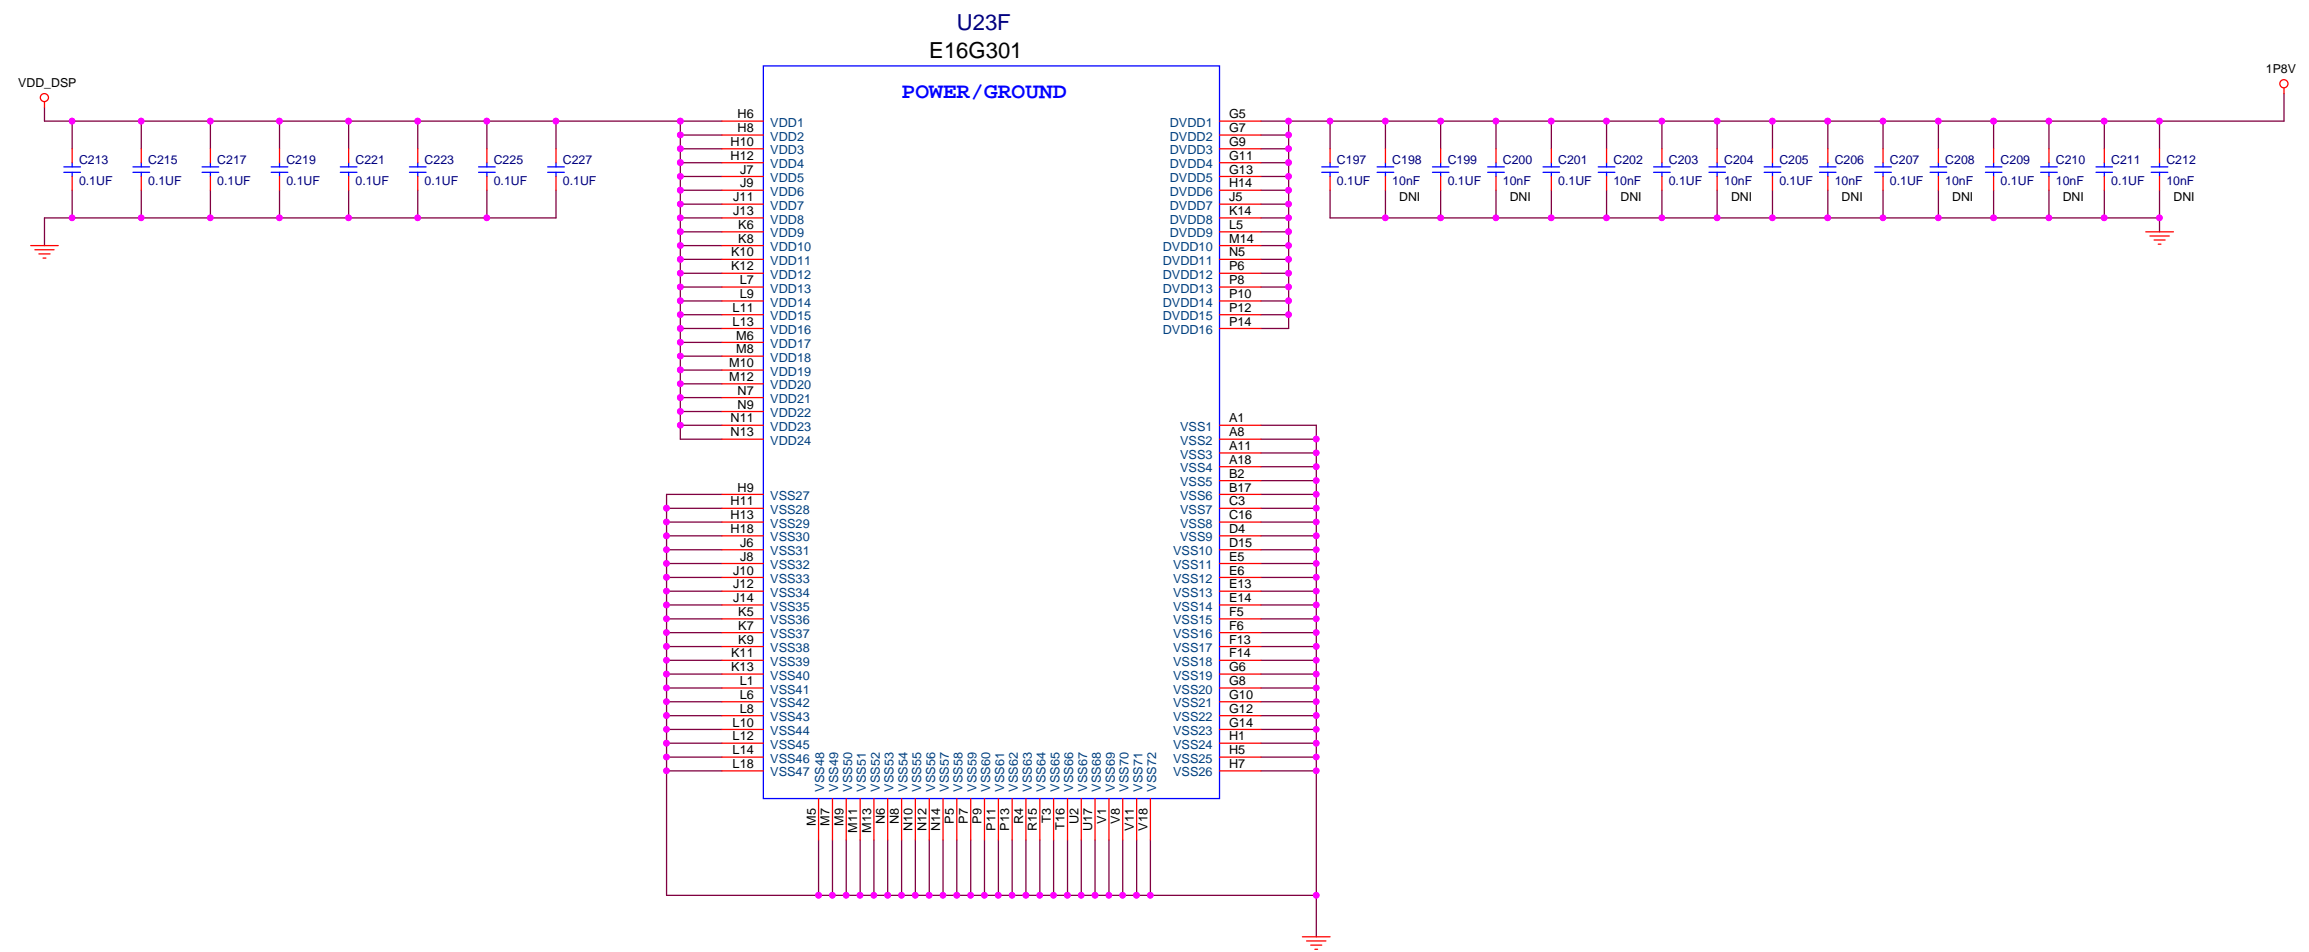 U23F
E16G301
POWER/GROUND
VDD_DSP
1P8V
C213
0.1UF
C215
0.1UF
C217
0.1UF
C219
0.1UF
C221
0.1UF
C223
0.1UF
C225
0.1UF
C227
0.1UF
H6 VDD1
H8 VDD2
H10 VDD3
H12 VDD4
J7 VDD5
J9 VDD6
J11 VDD7
J13 VDD8
K6 VDD9
K8 VDD10
K10 VDD11
K12 VDD12
L7 VDD13
L9 VDD14
L11 VDD15
L13 VDD16
M6 VDD17
M8 VDD18
M10 VDD19
M12 VDD20
N7 VDD21
N9 VDD22
N11 VDD23
N13 VDD24
H9 VSS27
H11 VSS28
H13 VSS29
H18 VSS30
J6 VSS31
J8 VSS32
J10 VSS33
J12 VSS34
J14 VSS35
K5 VSS36
K7 VSS37
K9 VSS38
K11 VSS39
K13 VSS40
L1 VSS41
L6 VSS42
L8 VSS43
L10 VSS44
L12 VSS45
L14 VSS46
L18 VSS47
VSS48 M5
VSS49 M7
VSS50 M9
VSS51 M11
VSS52 M13
VSS53 N6
VSS54 N8
VSS55 N10
VSS56 N12
VSS57 N14
VSS58 P5
VSS59 P7
VSS60 P9
VSS61 P11
VSS62 P13
VSS63 R4
VSS64 R15
VSS65 T3
VSS66 T16
VSS67 U2
VSS68 U17
VSS69 V1
VSS70 V8
VSS71 V11
VSS72 V18
DVDD1 G5
DVDD2 G7
DVDD3 G9
DVDD4 G11
DVDD5 G13
DVDD6 H14
DVDD7 J5
DVDD8 K14
DVDD9 L5
DVDD10 M14
DVDD11 N5
DVDD12 P6
DVDD13 P8
DVDD14 P10
DVDD15 P12
DVDD16 P14
VSS1 A1
VSS2 A8
VSS3 A11
VSS4 A18
VSS5 B2
VSS6 B17
VSS7 C3
VSS8 C16
VSS9 D4
VSS10 D15
VSS11 E5
VSS12 E6
VSS13 E13
VSS14 E14
VSS15 F5
VSS16 F6
VSS17 F13
VSS18 F14
VSS19 G6
VSS20 G8
VSS21 G10
VSS22 G12
VSS23 G14
VSS24 H1
VSS25 H5
VSS26 H7
C197
0.1UF
C198
10nF
DNI
C199
0.1UF
C200
10nF
DNI
C201
0.1UF
C202
10nF
DNI
C203
0.1UF
C204
10nF
DNI
C205
0.1UF
C206
10nF
DNI
C207
0.1UF
C208
10nF
DNI
C209
0.1UF
C210
10nF
DNI
C211
0.1UF
C212
10nF
DNI